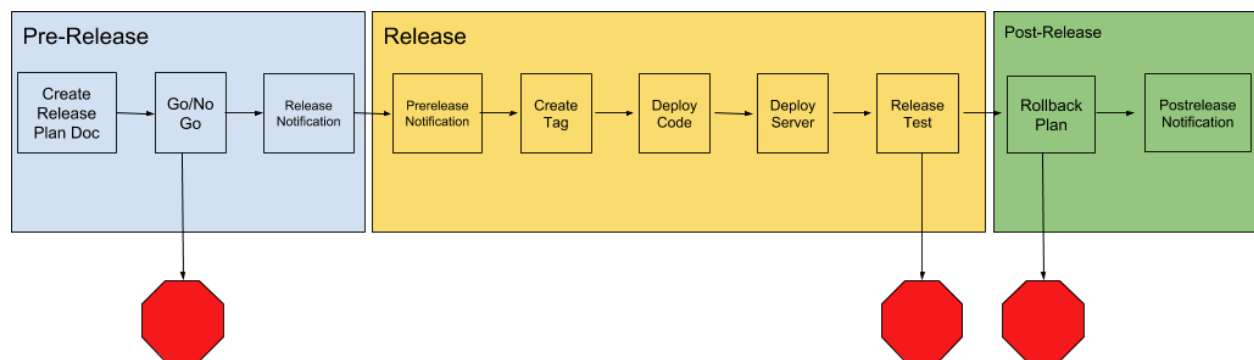 Pre-Release
Create
Release
Plan Doc
Go/No
Go
Release
Notification
Release
Prerelease
Notification
Create
Tag
Deploy
Code
Deploy
Server
Release
Test
Post-Release
Rollback
Plan
Postrelease
Notification